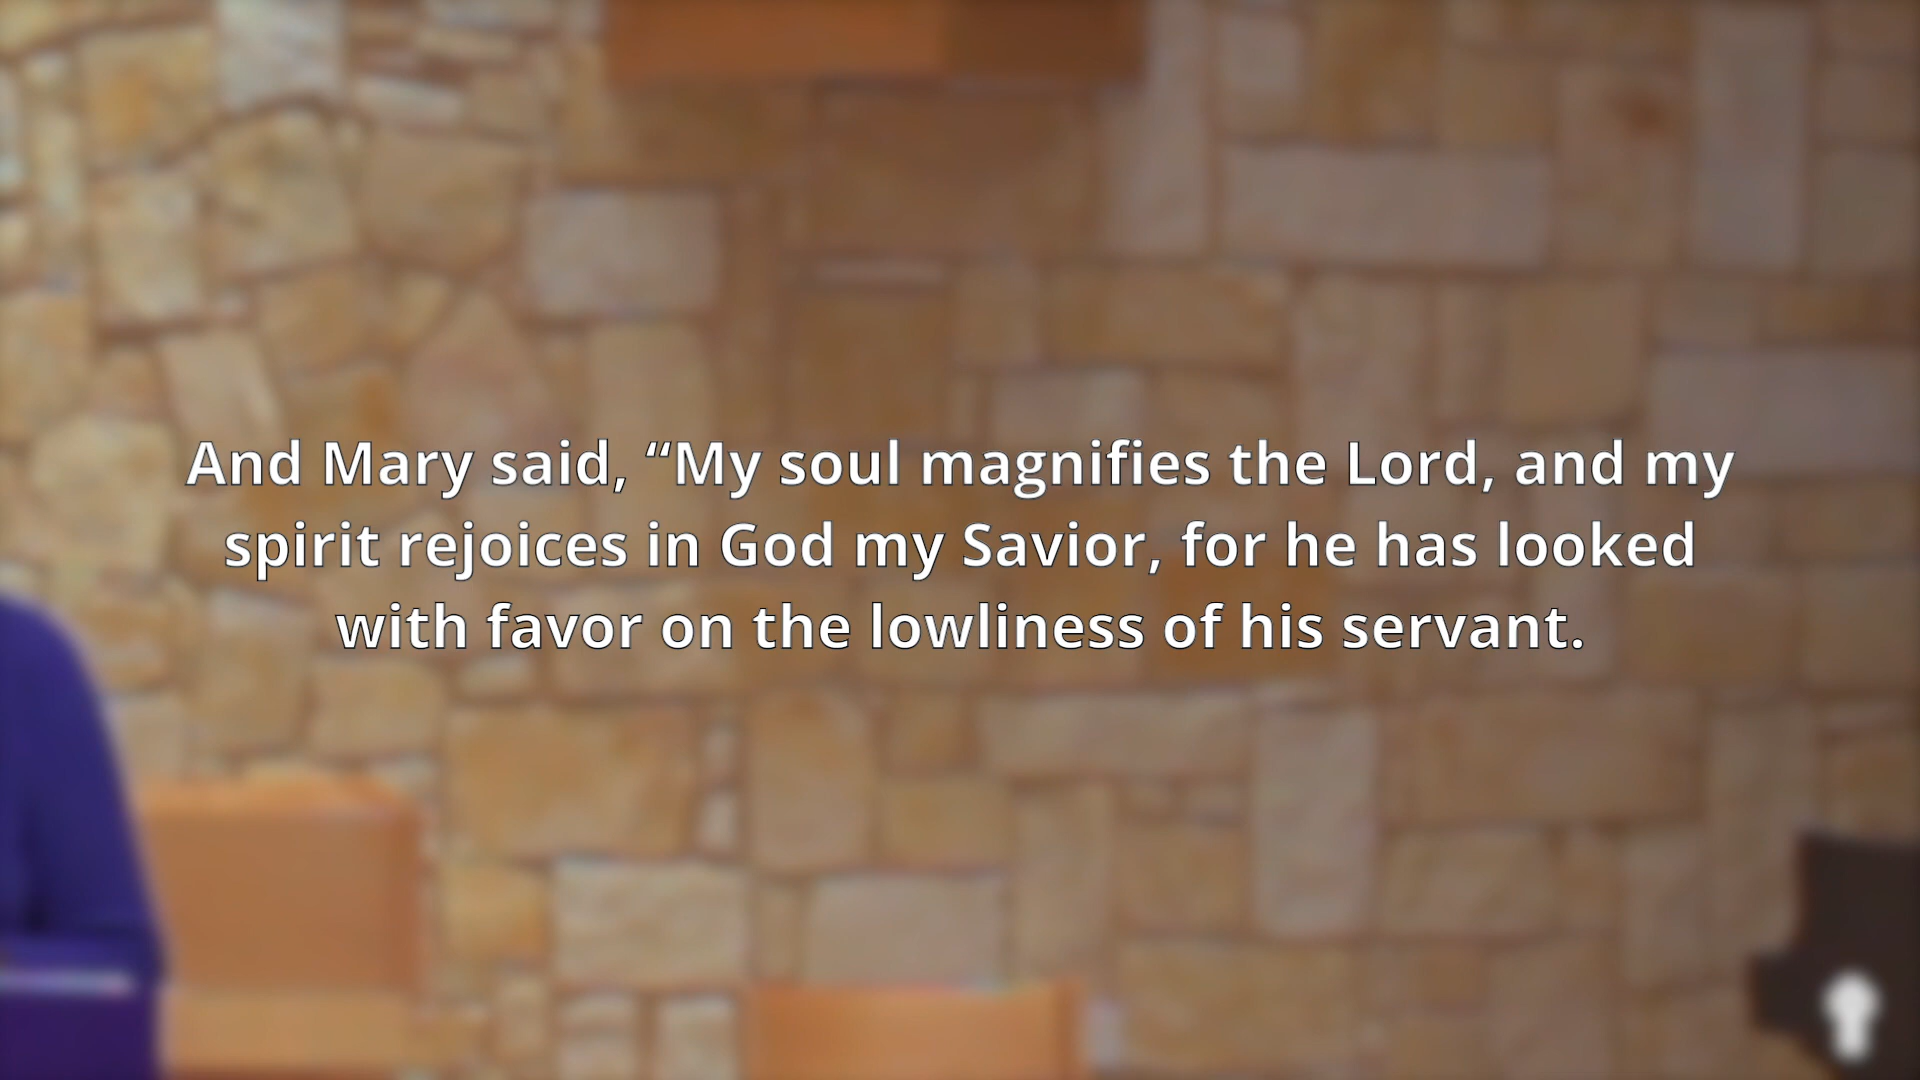 And Mary said, “My soul magnifies the Lord, and my
spirit rejoices in God my Savior, for he has looked
with favor on the lowliness of his servant.